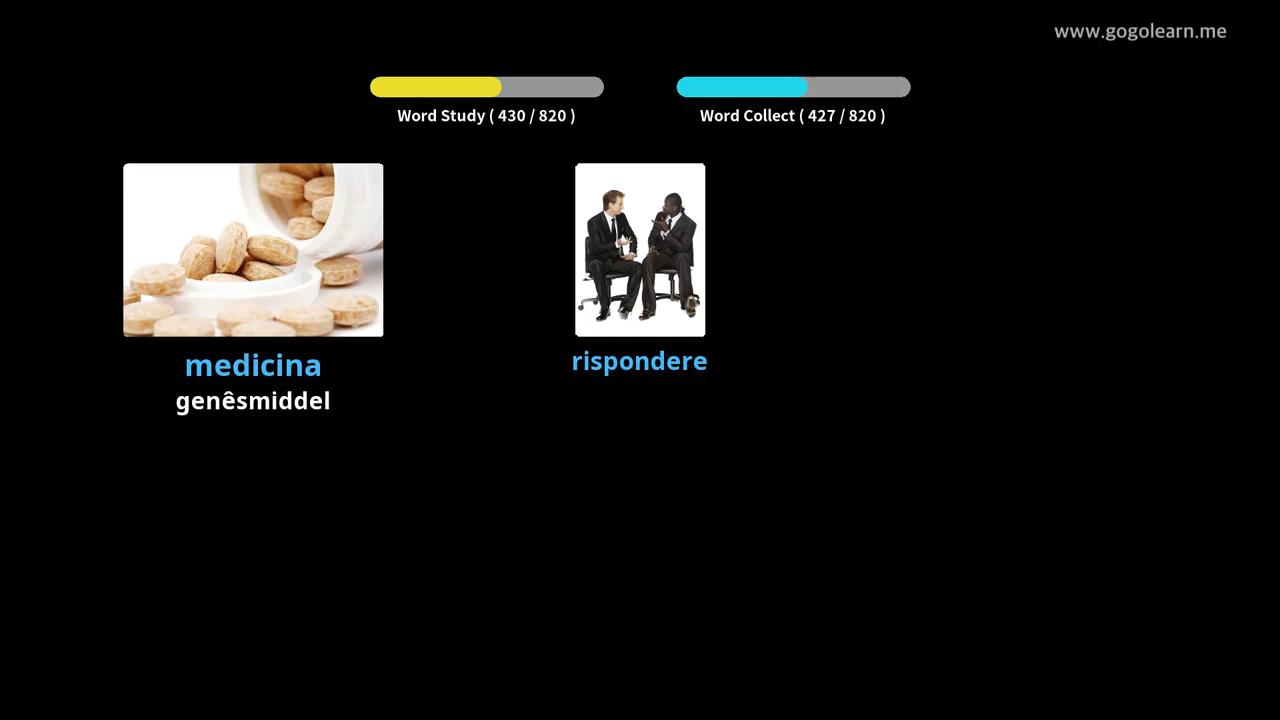 www.gogolearn.me
Word Study ( 430 / 820 )
Word Collect ( 427 / 820 )
medicina
genêsmiddel
rispondere